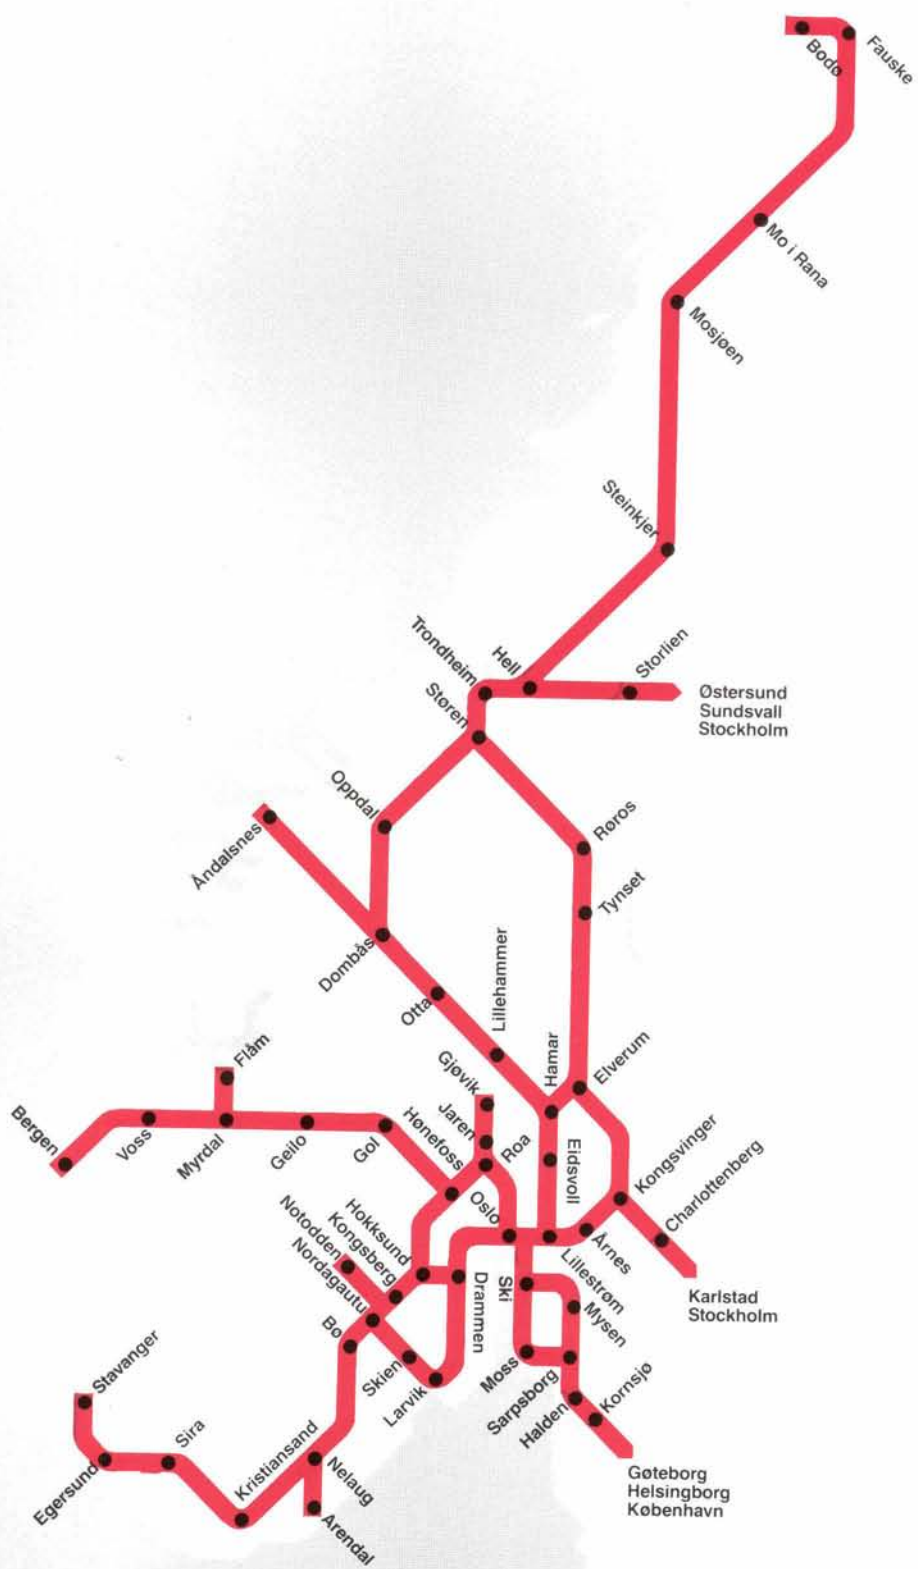 Bodø
Fauske
Mo i Rana
Mosjøen
Steinkjer
Trondheim
Hell
Storlien
Østersund
Sundsvall
Stockholm
Støren
Oppdal
Åndalsnes
Røros
Tynset
Dombås
Otta
Lillehammer
Hamar
Elverum
Flåm
Gjøvik
Jaren
Roa
Eidsvoll
Bergen
Voss
Myrdal
Geilo
Gol
Hønefoss
Oslo
Kongsvinger
Charlottenberg
Årnes
Lillestrøm
Karlstad
Stockholm
Hokksund
Kongsberg
Notodden
Nordagautu
Bø
Drammen
Ski
Mysen
Skien
Larvik
Moss
Sarpsborg
Halden
Kornsjø
Gøteborg
Helsingborg
København
Stavanger
Egersund
Sira
Kristiansand
Nelaug
Arendal